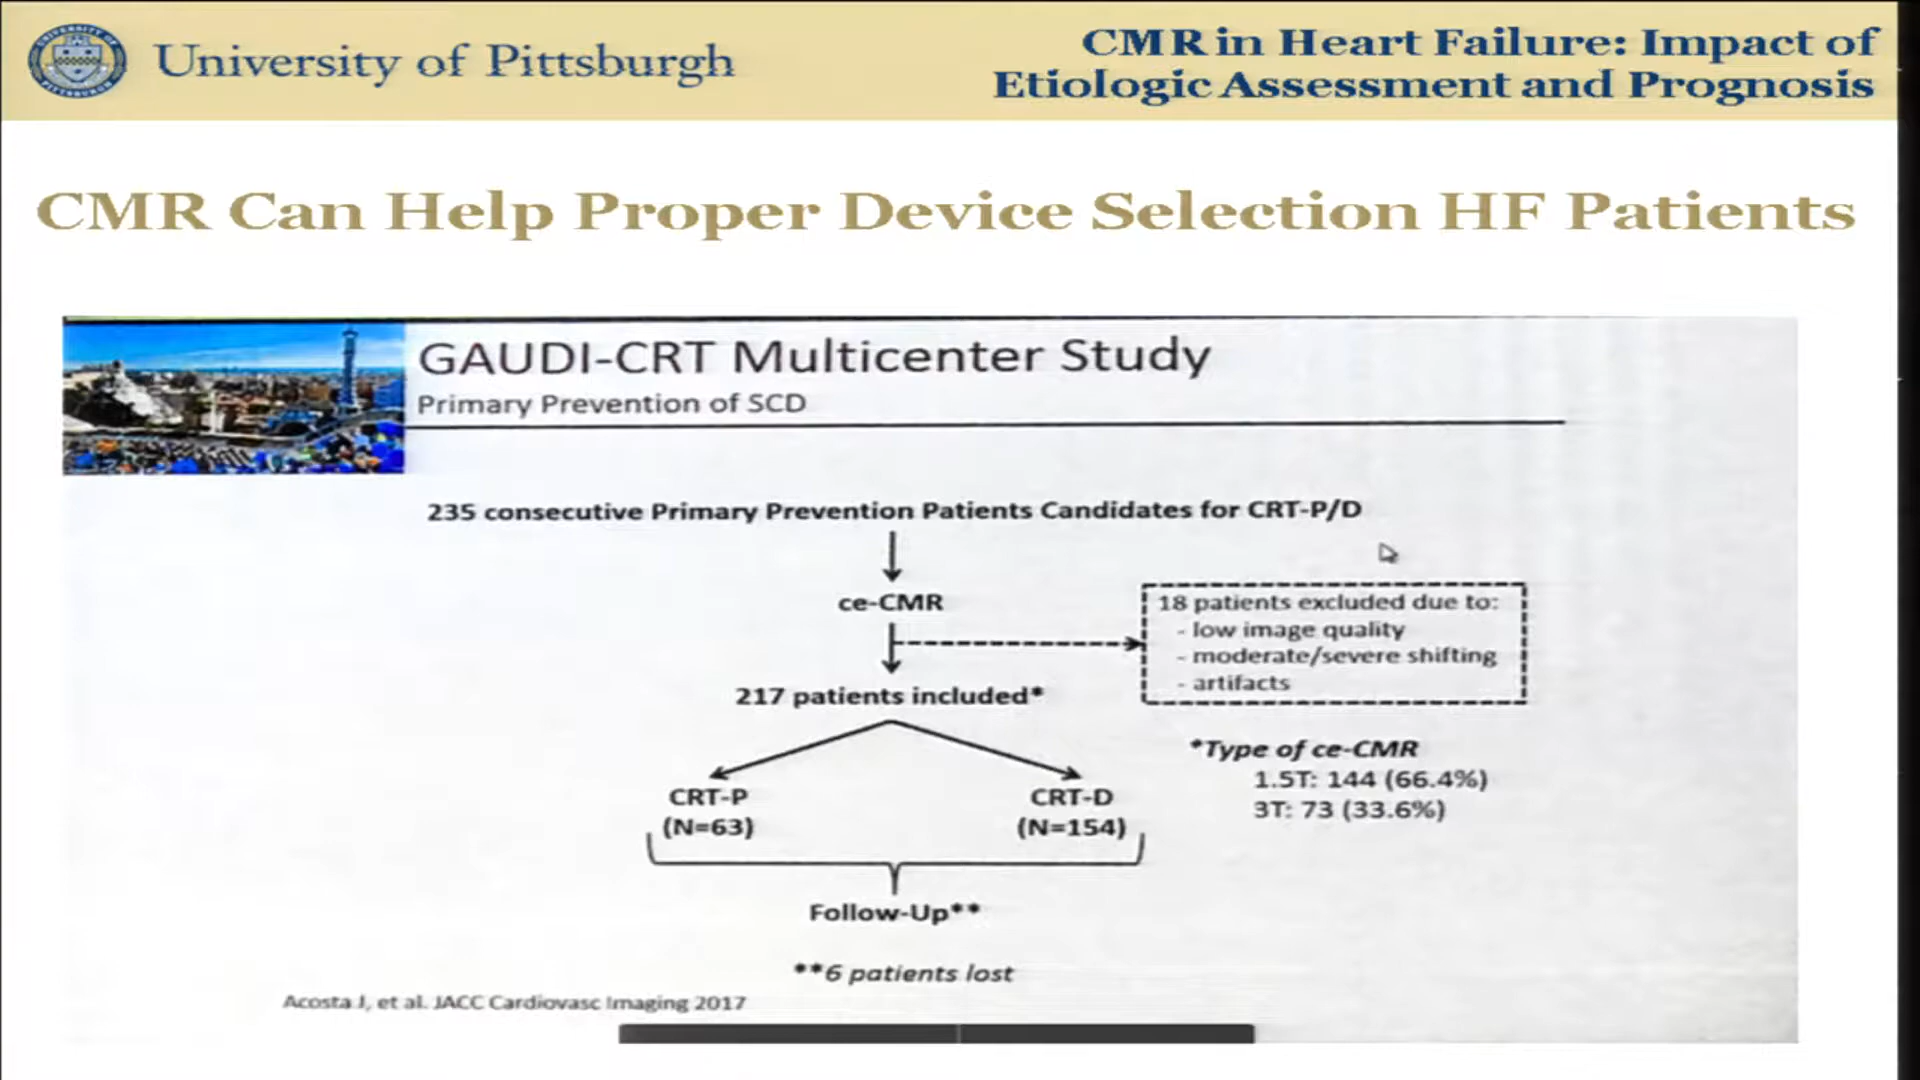 University of Pittsburgh
CMR in Heart Failure: Impact of
Etiologic Assessment and Prognosis
CMR Can Help Proper Device Selection HF Patients
GAUDI-CRT Multicenter Study
Primary Prevention of SCD
235 consecutive Primary Prevention Patients Candidates for CRT-P/D
ce-CMR
18 patients excluded due to:
- low image quality
- moderate/severe shifting
- artifacts
217 patients included*
*Type of ce-CMR
1.5T: 144 (66.4%)
3T: 73 (33.6%)
CRT-P
(N=63)
CRT-D
(N=154)
Follow-Up**
**6 patients lost
Acosta J, et al. JACC Cardiovasc Imaging 2017